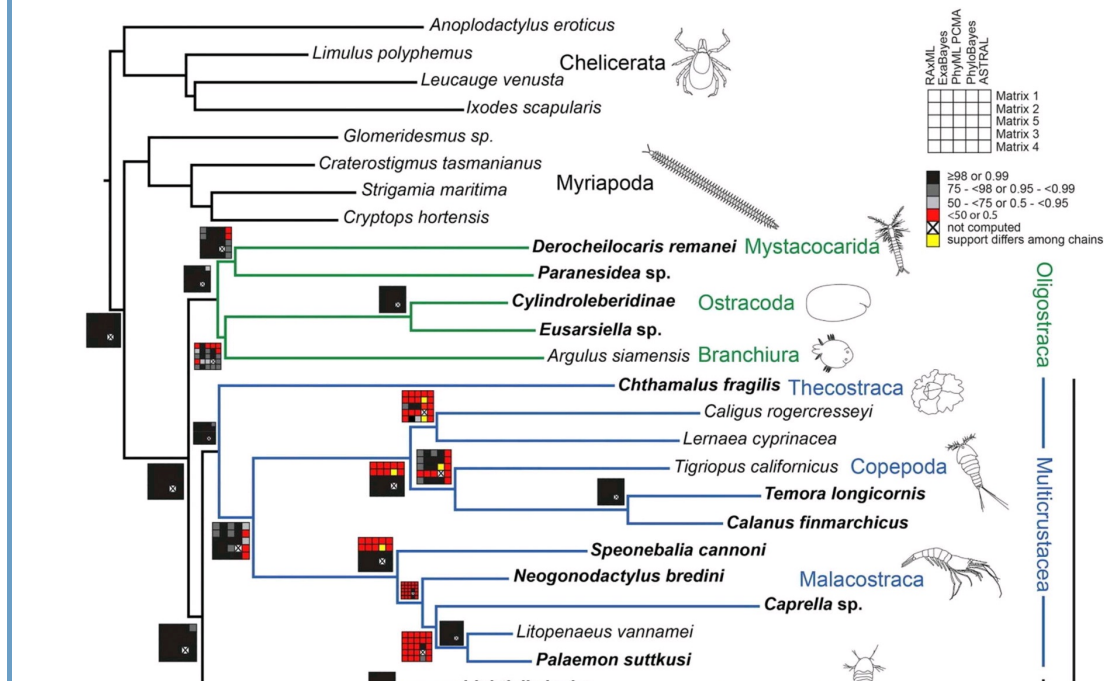 Anoplodactylus eroticus
Limulus polyphemus
Chelicerata
Leucauge venusta
Ixodes scapularis
Glomeridesmus sp.
Craterostigmus tasmanianus
Myriapoda
Strigamia maritima
Cryptops hortensis
Derocheilocaris remanei Mystacocarida
Paranesidea sp.
Cylindroleberidinae Ostracoda
Eusarsiella sp.
Argulus siamensis Branchiura
Chthamalus fragilis Thecostraca
Caligus rogercresseyi
Lernaea cyprinacea
Tigriopus californicus Copepoda
Temora longicornis
Calanus finmarchicus
Speonebalia cannoni
Neogonodactylus bredini
Malacostraca
Caprella sp.
Litopenaeus vannamei
Palaemon suttkusi
RAxML
ExaBayes
PhyML PCMA
PhyloBayes
ASTRAL
Matrix 1
Matrix 2
Matrix 5
Matrix 3
Matrix 4
≥98 or 0.99
75 - <98 or 0.95 - <0.99
50 - <75 or 0.5 - <0.95
<50 or 0.5
not computed
support differs among chains
Oligostraca
Multicrustacea